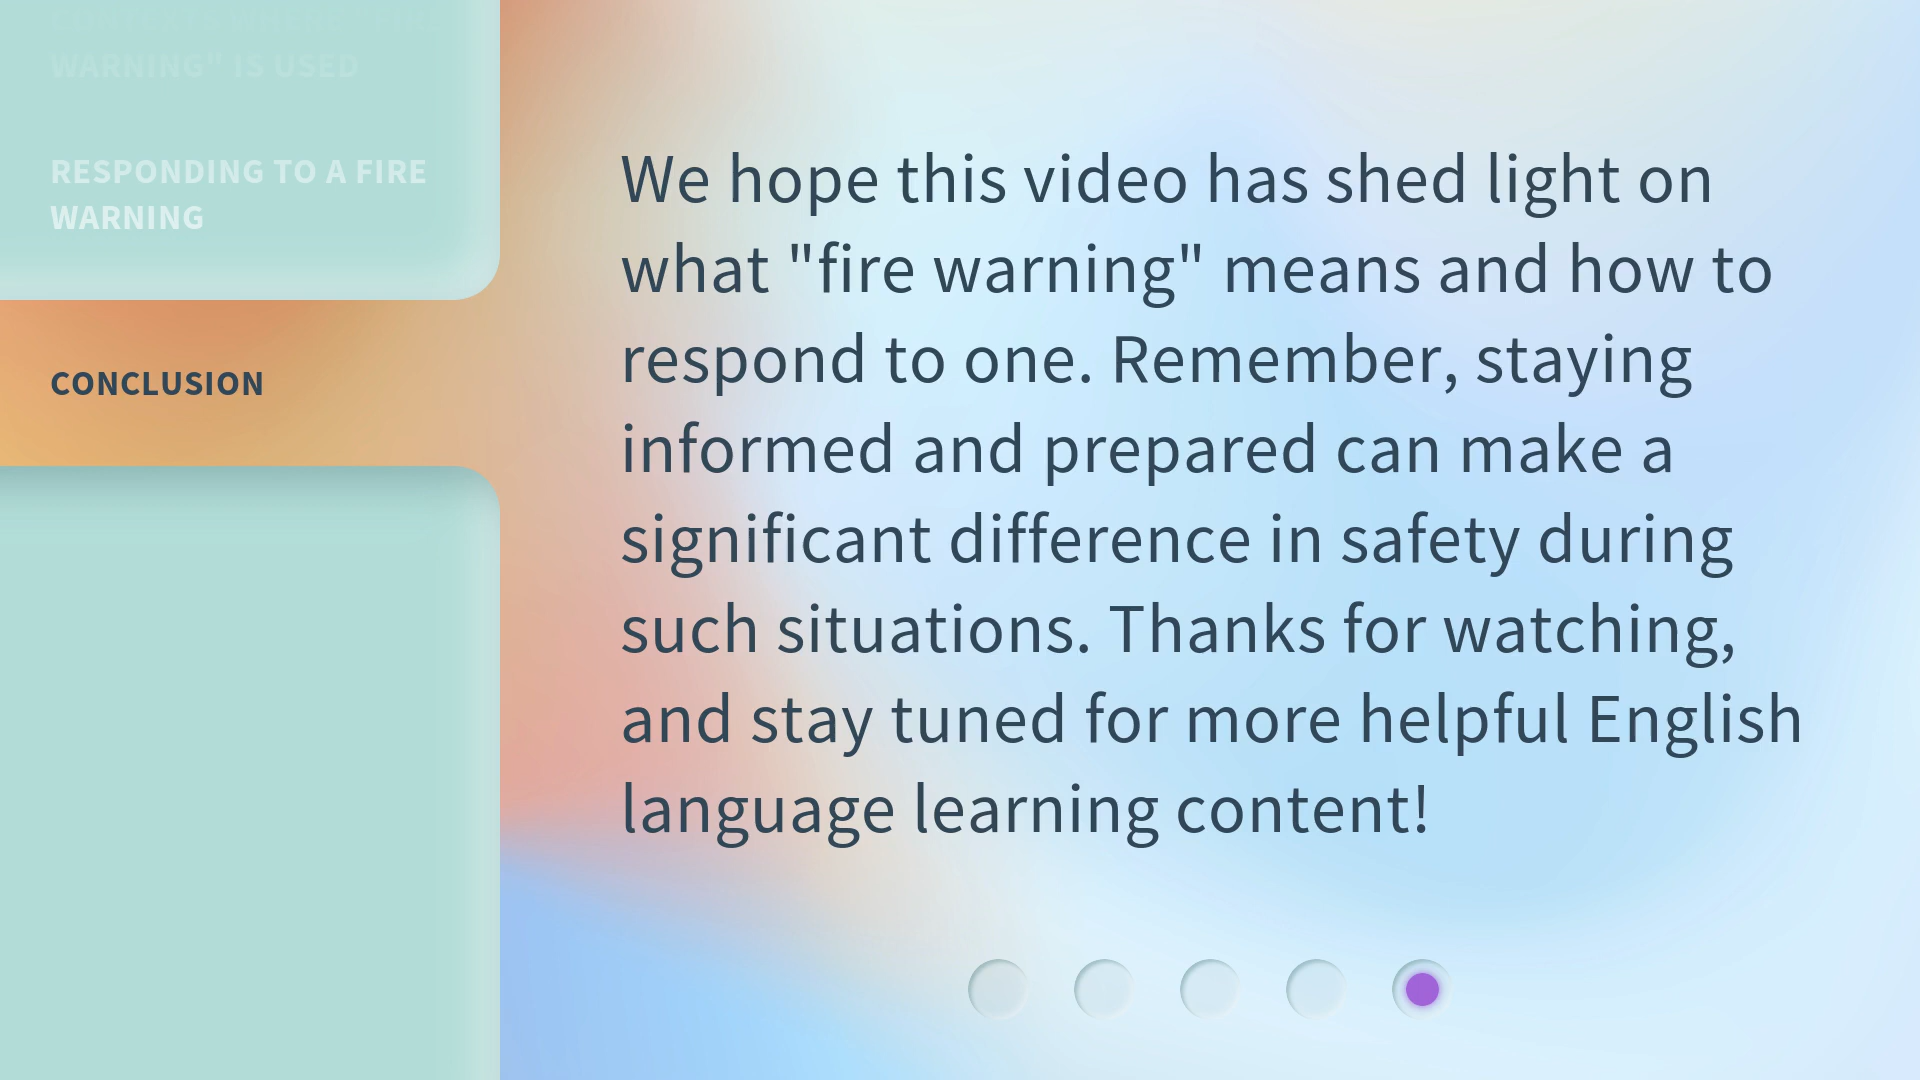 WARNING" IS USED
RESPONDING TO A FIRE
WARNING
CONCLUSION
We hope this video has shed light on
what "fire warning" means and how to
respond to one. Remember, staying
informed and prepared can make a
significant difference in safety during
such situations. Thanks for watching,
and stay tuned for more helpful English
language learning content!